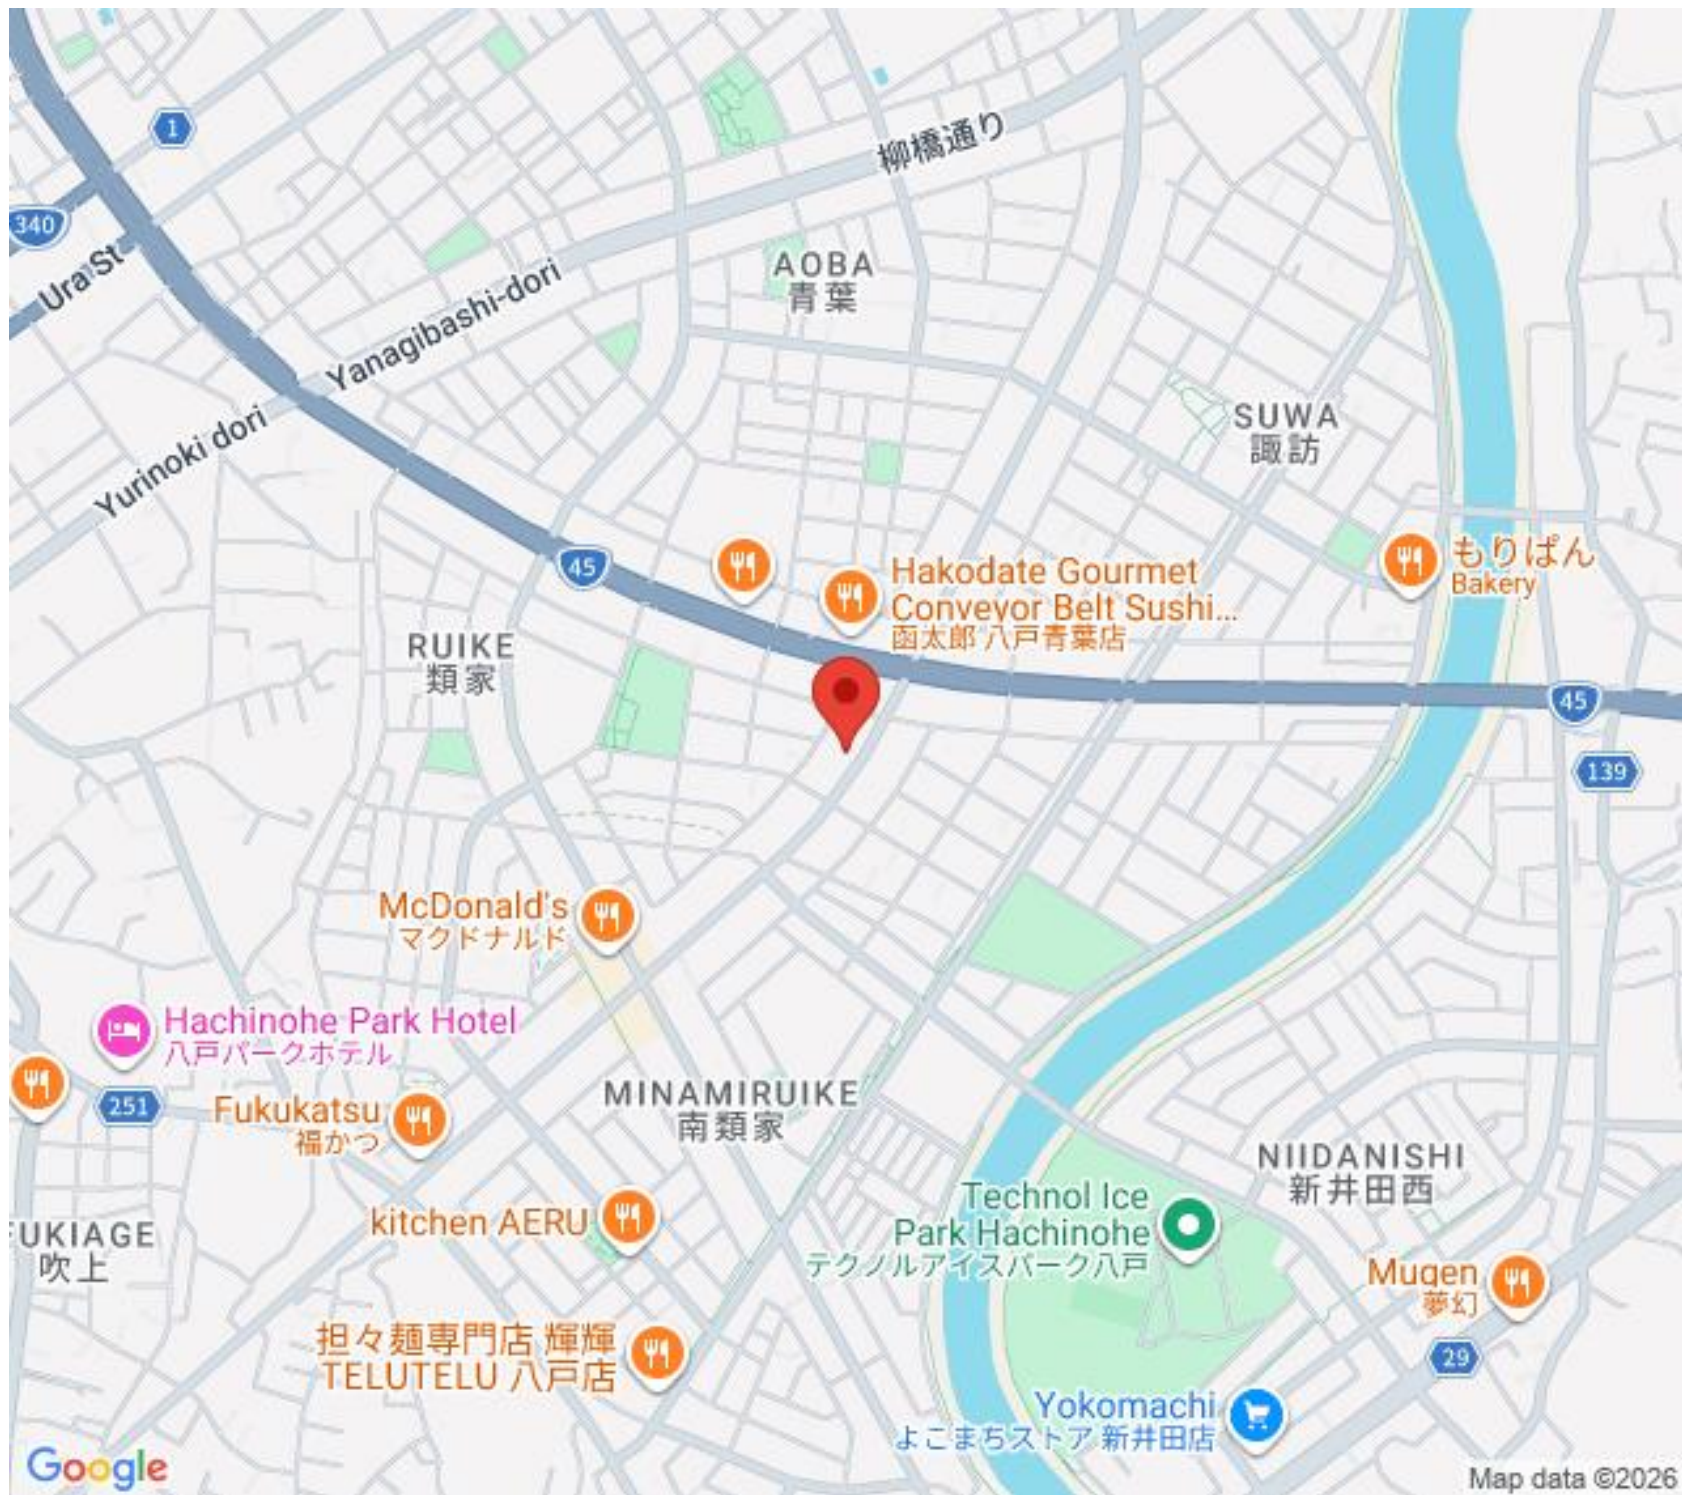 1
柳橋通り
340
Ura St
AOBA
青葉
Yanagibashi-dori
SUWA
諏訪
Yurinoki dori
45
Hakodate Gourmet
Conveyor Belt Sushi...
函太郎 八戸青葉店
もりぱん
Bakery
RUIKE
類家
45
139
McDonald's
マクドナルド
Hachinohe Park Hotel
八戸パークホテル
251
Fukukatsu
福かつ
MINAMIRUIKE
南類家
NIIDANISHI
新井田西
Technol Ice
Park Hachinohe
テクノルアイスパーク八戸
kitchen AERU
FUKIAGE
吹上
Mugen
夢幻
担々麺専門店 輝輝
TELUTELU 八戸店
29
Yokomachi
よこまちストア 新井田店
Google
Map data ©2026